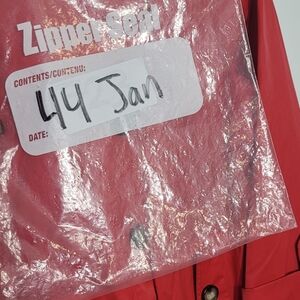 Zipper Seal
CONTENTS/CONTENU:
44 Jan
DATE: